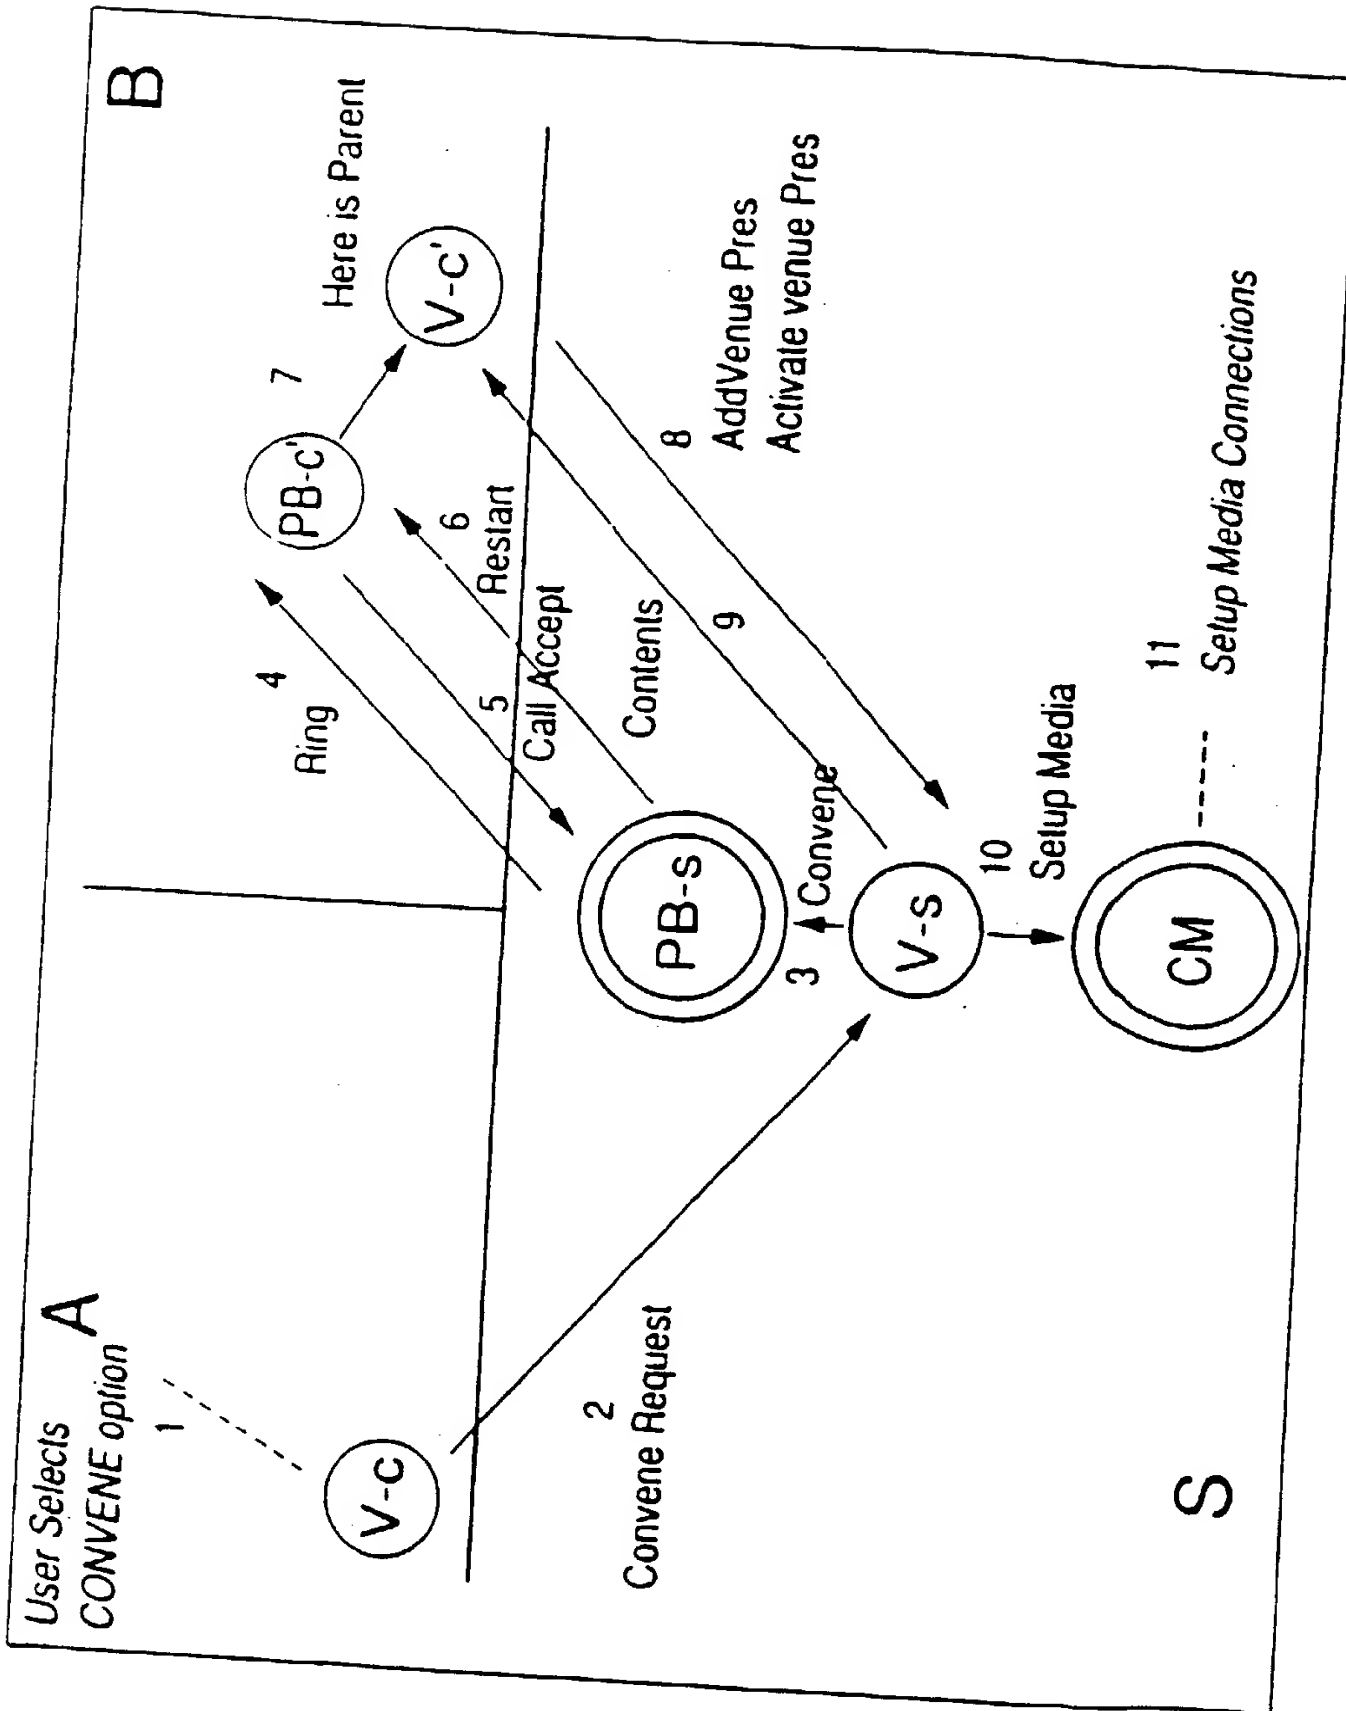 User Selects
CONVENE option
A
1
V-c
B
Here is Parent
PB-c'
7
V-c'
4
Ring
5
Call Accept
6
Restart
Contents
9
8
AddVenue Pres
Activate venue Pres
PB-s
3
Convene
2
Convene Request
V-s
10
Setup Media
CM
11
Setup Media Connections
S